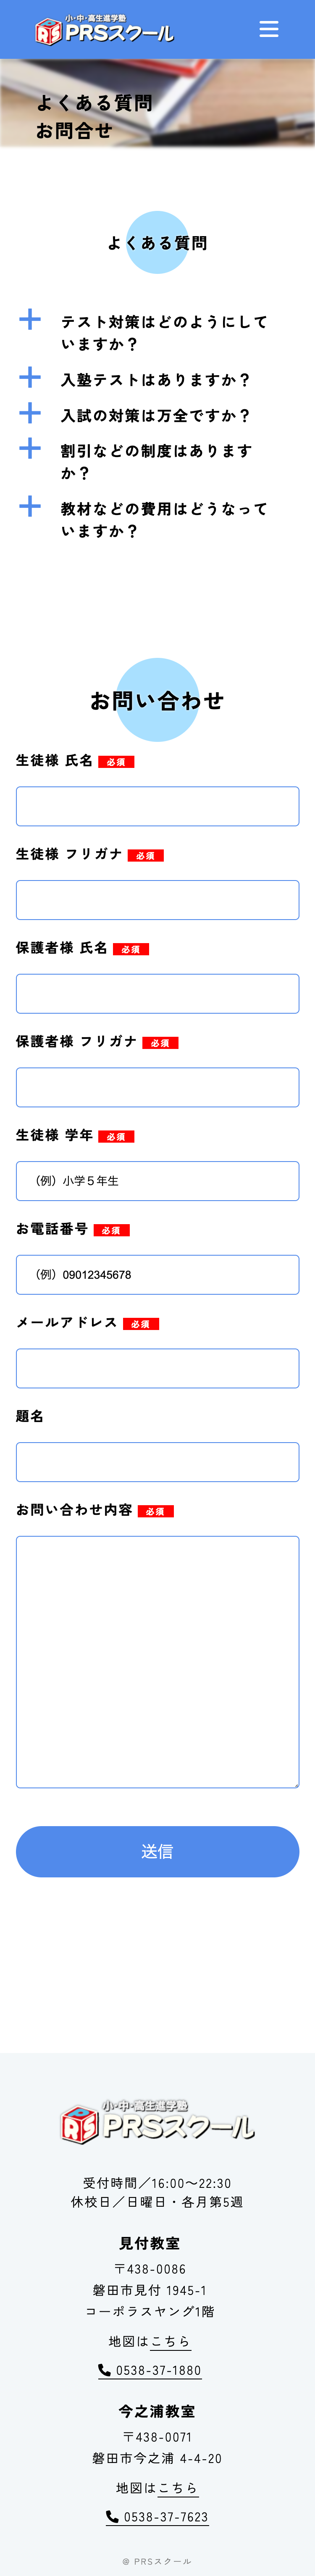 小・中・高生進学塾
PRSスクール
よくある質問
お問合せ
よくある質問
テスト対策はどのようにして
いますか？
入塾テストはありますか？
入試の対策は万全ですか？
割引などの制度はあります
か？
教材などの費用はどうなって
いますか？
お問い合わせ
生徒様 氏名 必須
生徒様 フリガナ 必須
保護者様 氏名 必須
保護者様 フリガナ 必須
生徒様 学年 必須
（例）小学５年生
お電話番号 必須
（例）09012345678
メールアドレス 必須
題名
お問い合わせ内容 必須
送信
小・中・高生進学塾
PRSスクール
受付時間／16:00〜22:30
休校日／日曜日・各月第5週
見付教室
〒438-0086
磐田市見付 1945-1
コーポラスヤング1階
地図はこちら
0538-37-1880
今之浦教室
〒438-0071
磐田市今之浦 4-4-20
地図はこちら
0538-37-7623
@ PRSスクール